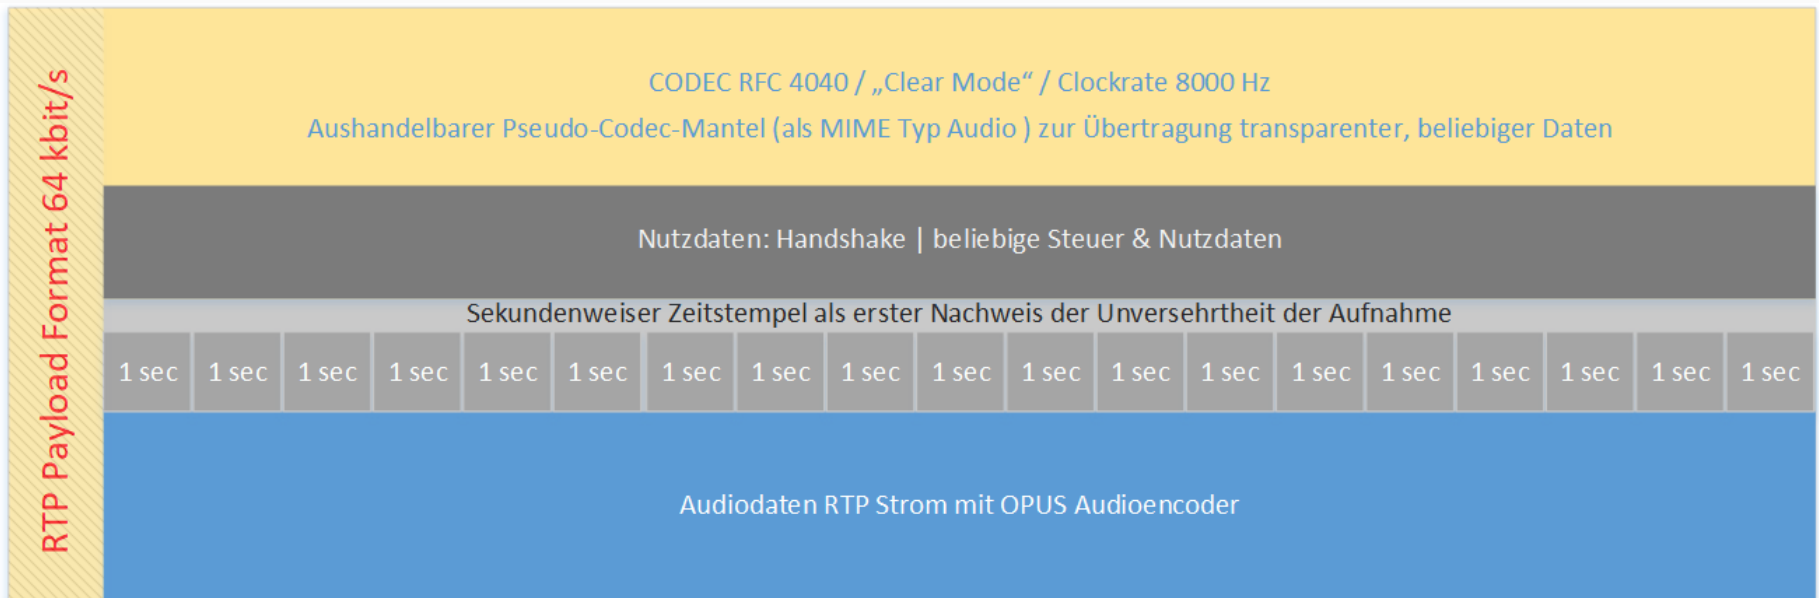 RTP Payload Format 64 kbit/s
CODEC RFC 4040 / „Clear Mode“ / Clockrate 8000 Hz
Aushandelbarer Pseudo-Codec-Mantel (als MIME Typ Audio ) zur Übertragung transparenter, beliebiger Daten
Nutzdaten: Handshake | beliebige Steuer & Nutzdaten
Sekundenweiser Zeitstempel als erster Nachweis der Unversehrtheit der Aufnahme
1 sec 1 sec 1 sec 1 sec 1 sec 1 sec 1 sec 1 sec 1 sec 1 sec 1 sec 1 sec 1 sec 1 sec 1 sec 1 sec 1 sec 1 sec 1 sec
Audiodaten RTP Strom mit OPUS Audioencoder